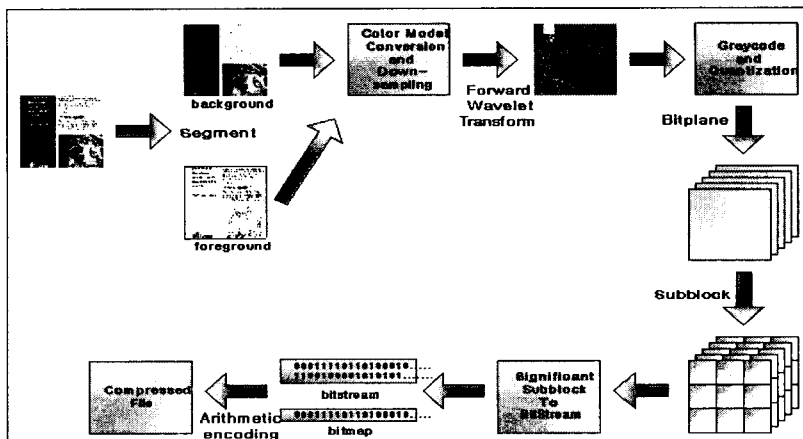 Segment
background
foreground
Color Model
Conversion
and
Down-
sampling
Forward
Wavelet
Transform
Greycode
and
Quantization
Bitplane
Subblock
Significant
Subblock
To
BitStream
bitstream
bitmap
Arithmetic
encoding
Compressed
File